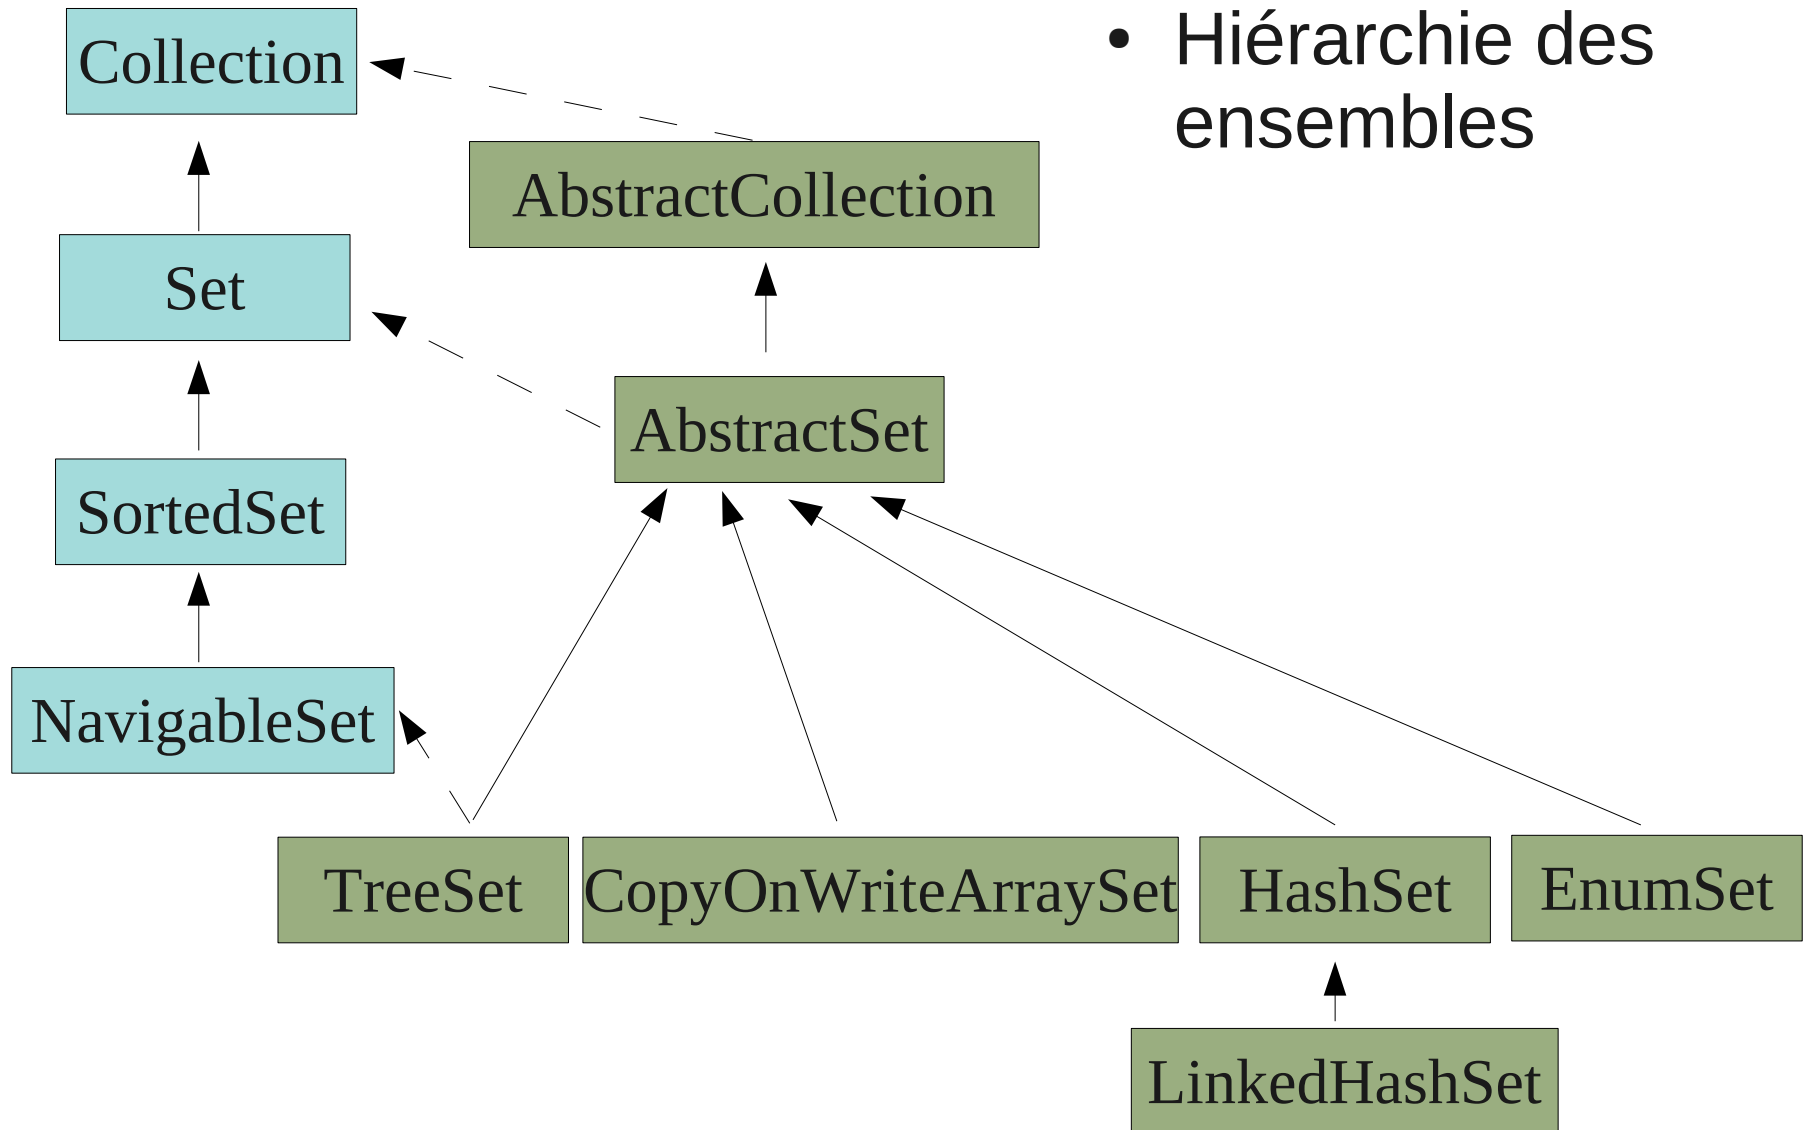 • Hiérarchie des
ensembles
Collection
AbstractCollection
Set
AbstractSet
SortedSet
NavigableSet
TreeSet
CopyOnWriteArraySet
HashSet
EnumSet
LinkedHashSet